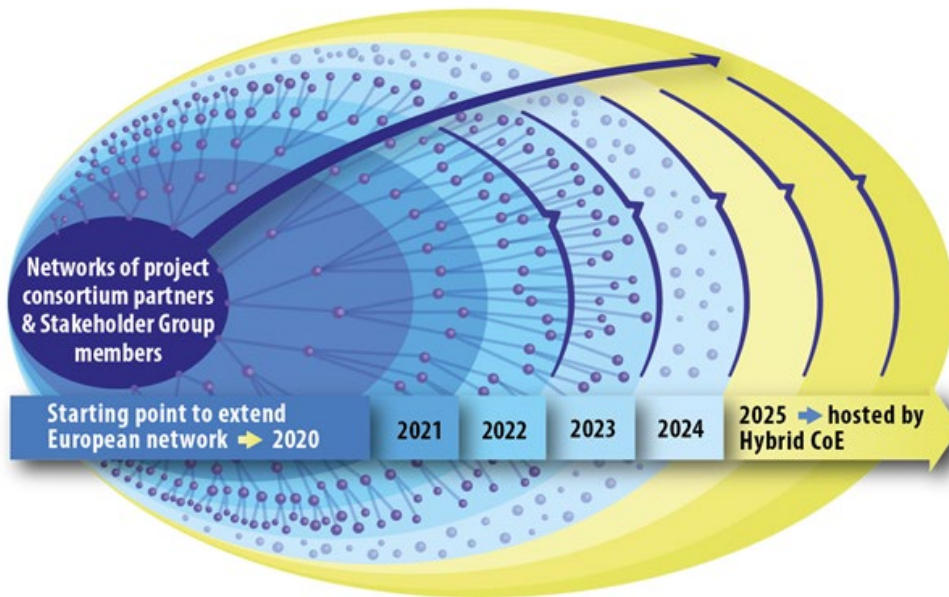 Networks of project
consortium partners
& Stakeholder Group
members
Starting point to extend
European network → 2020
2021
2022
2023
2024
2025 → hosted by
Hybrid CoE